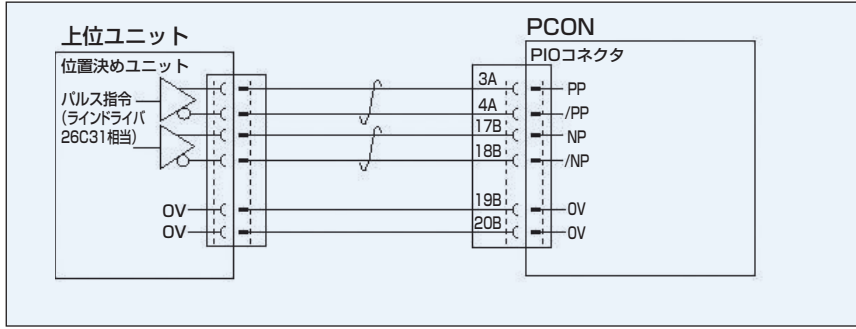 上位ユニット
位置決めユニット
パルス指令
(ラインドライバ
26C31相当)
0V
0V
PCON
PIOコネクタ
3A
PP
4A
/PP
17B
NP
18B
/NP
19B
0V
20B
0V